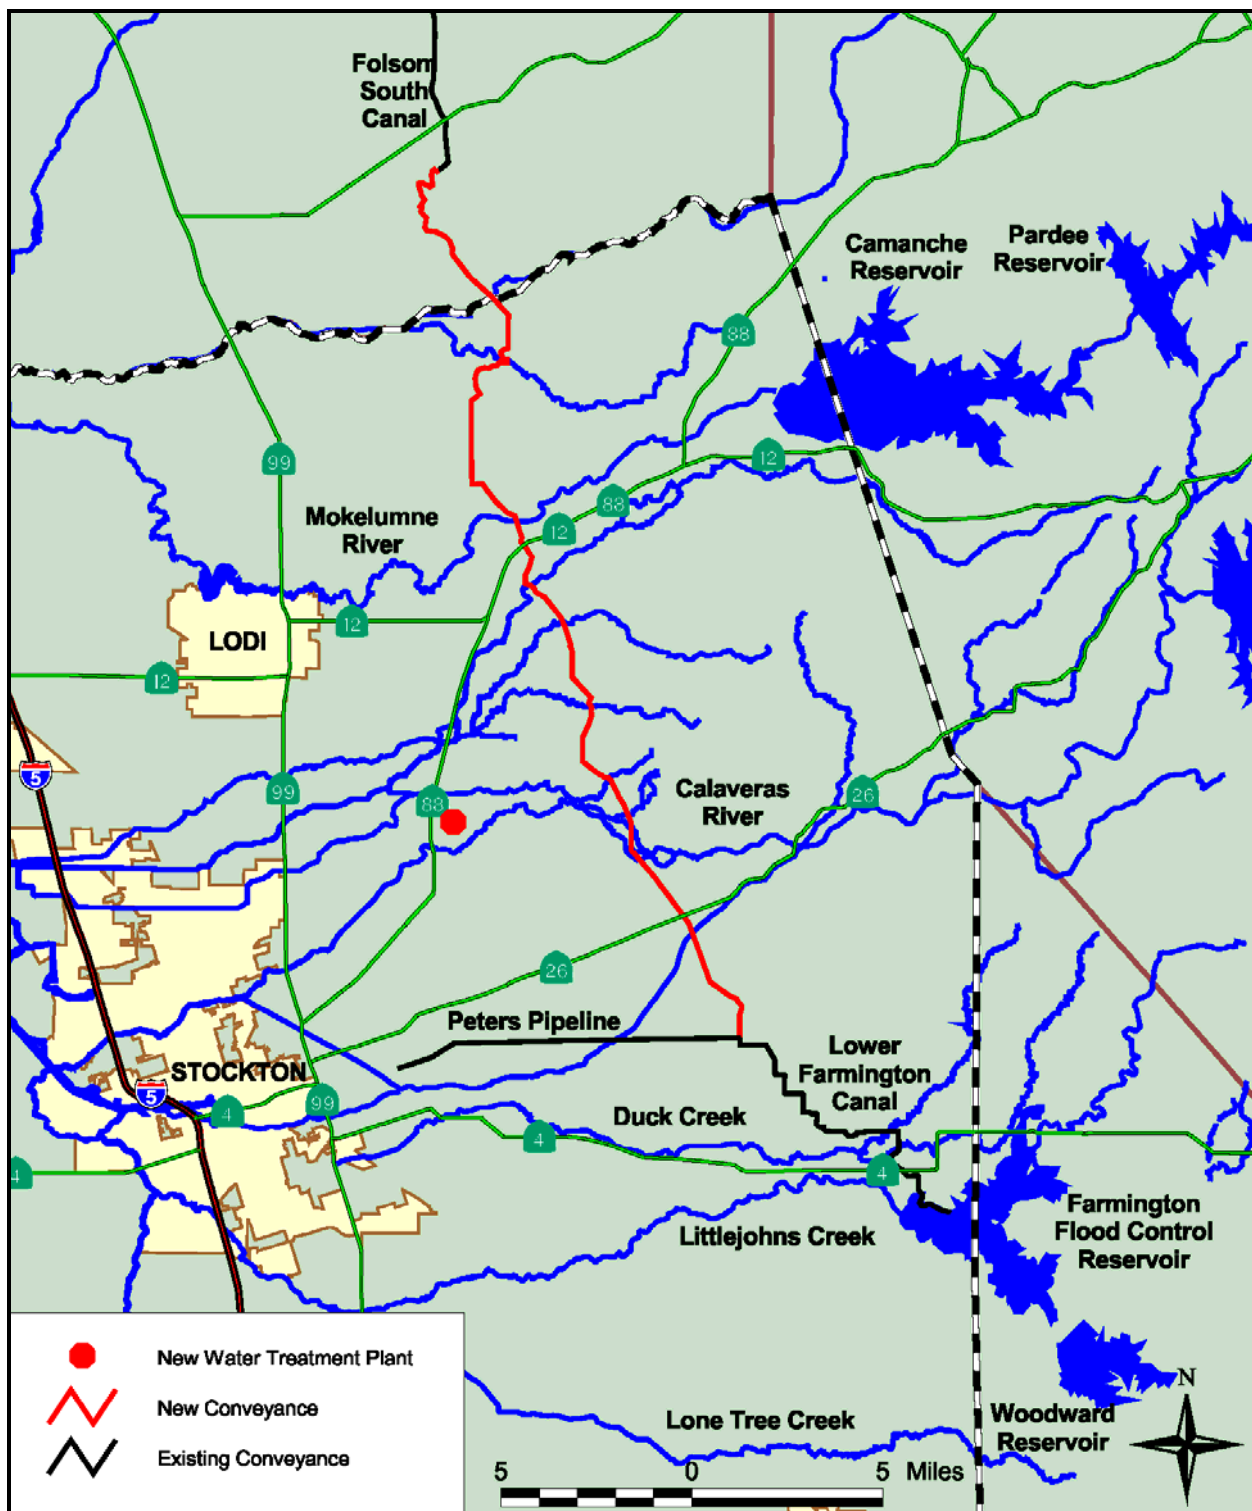 Folsom
South
Canal
Camanche
Reservoir
Pardee
Reservoir
88
99
12
88
12
Mokelumne
River
12
LODI
12
5
99
88
Calaveras
River
26
26
Peters Pipeline
Lower
Farmington
Canal
STOCKTON
5
4
99
Duck Creek
4
4
4
Farmington
Flood Control
Reservoir
Littlejohns Creek
New Water Treatment Plant
New Conveyance
Existing Conveyance
Lone Tree Creek
Woodward
Reservoir
N
5 0 5 Miles